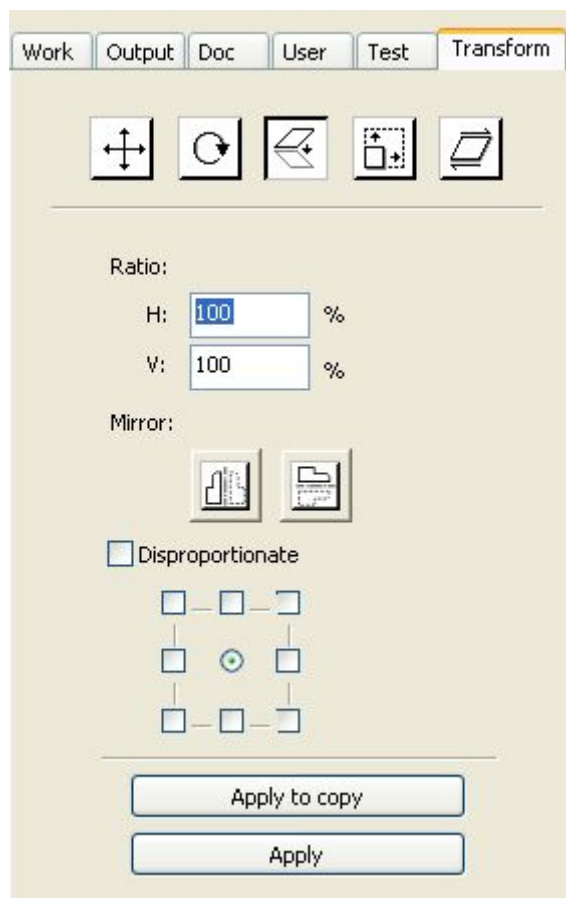 Work Output Doc User Test Transform
Ratio:
H: 100 %
V: 100 %
Mirror:
Disproportionate
Apply to copy
Apply